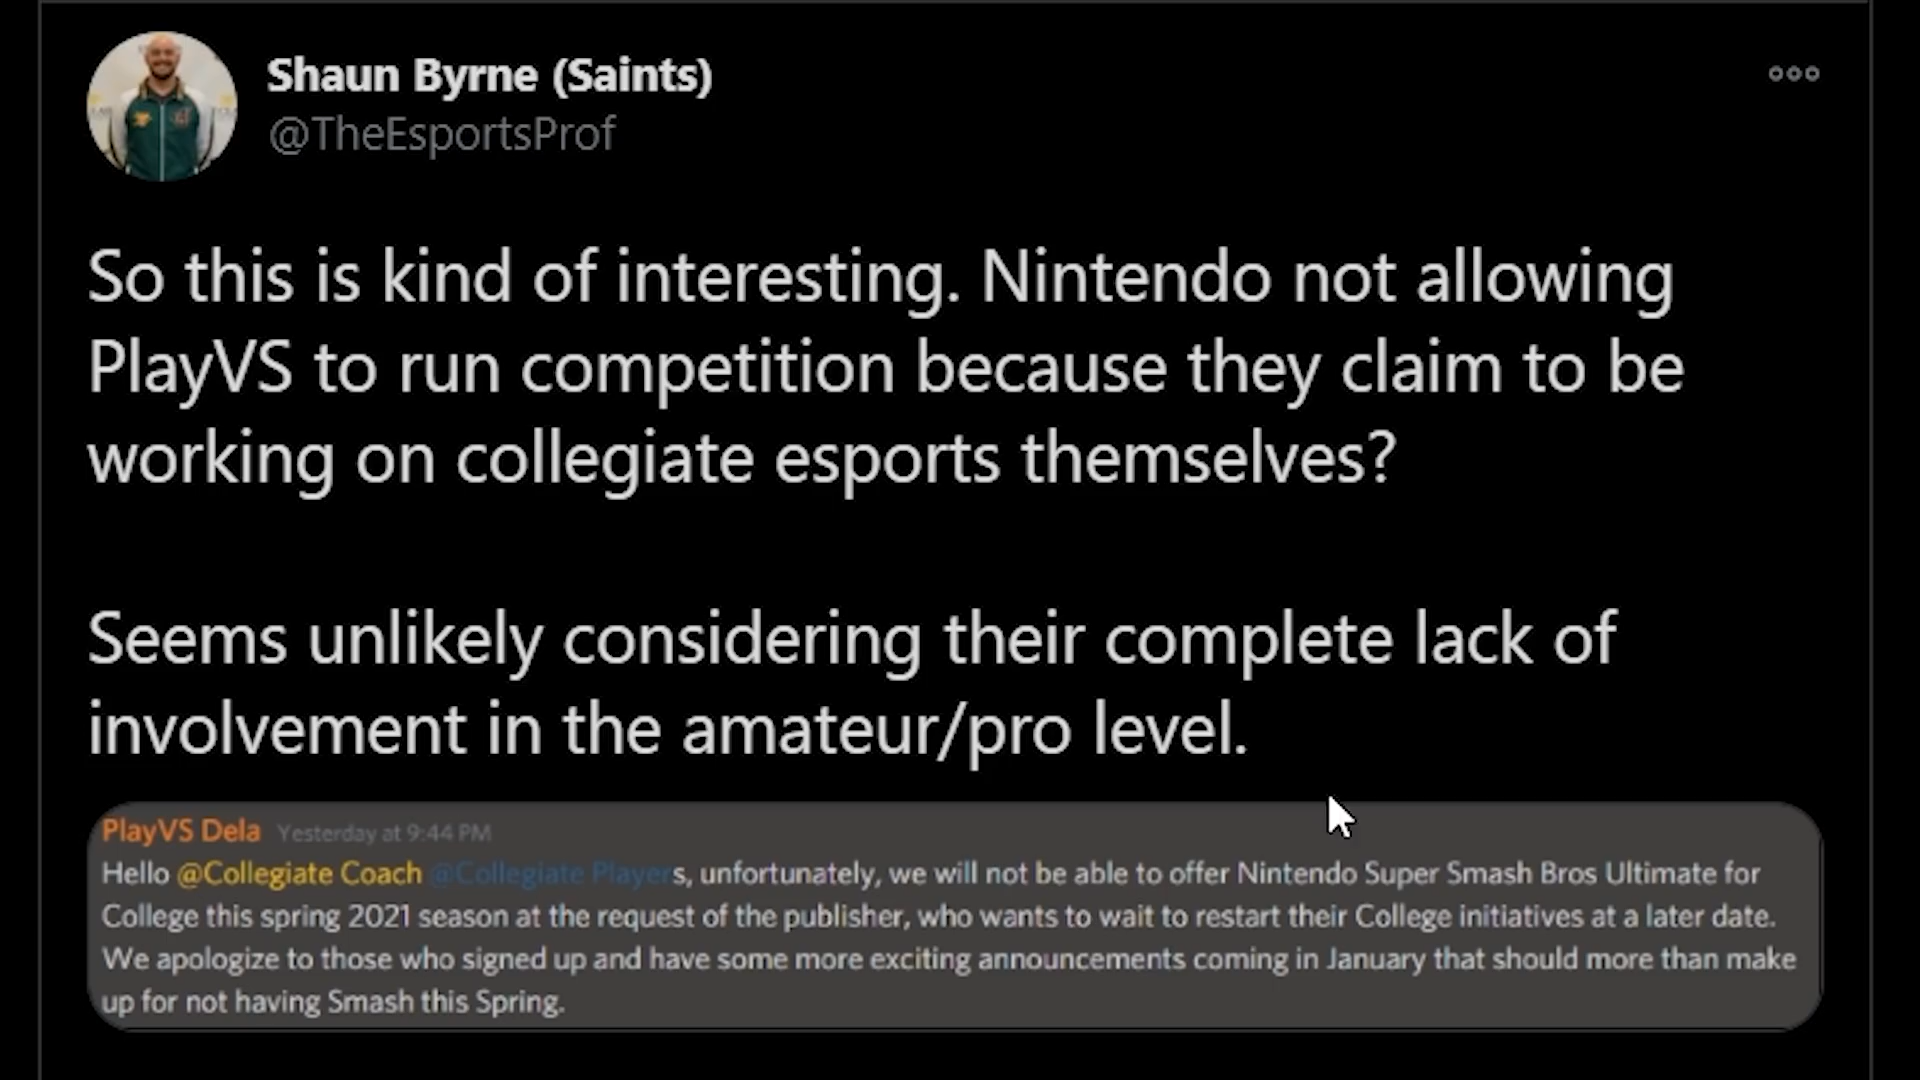 Shaun Byrne (Saints)
@TheEsportsProf
So this is kind of interesting. Nintendo not allowing
PlayVS to run competition because they claim to be
working on collegiate esports themselves?
Seems unlikely considering their complete lack of
involvement in the amateur/pro level.
PlayVS Dela Yesterday at 9:44 PM
Hello @Collegiate Coach @Collegiate Players, unfortunately, we will not be able to offer Nintendo Super Smash Bros Ultimate for
College this spring 2021 season at the request of the publisher, who wants to wait to restart their College initiatives at a later date.
We apologize to those who signed up and have some more exciting announcements coming in January that should more than make
up for not having Smash this Spring.